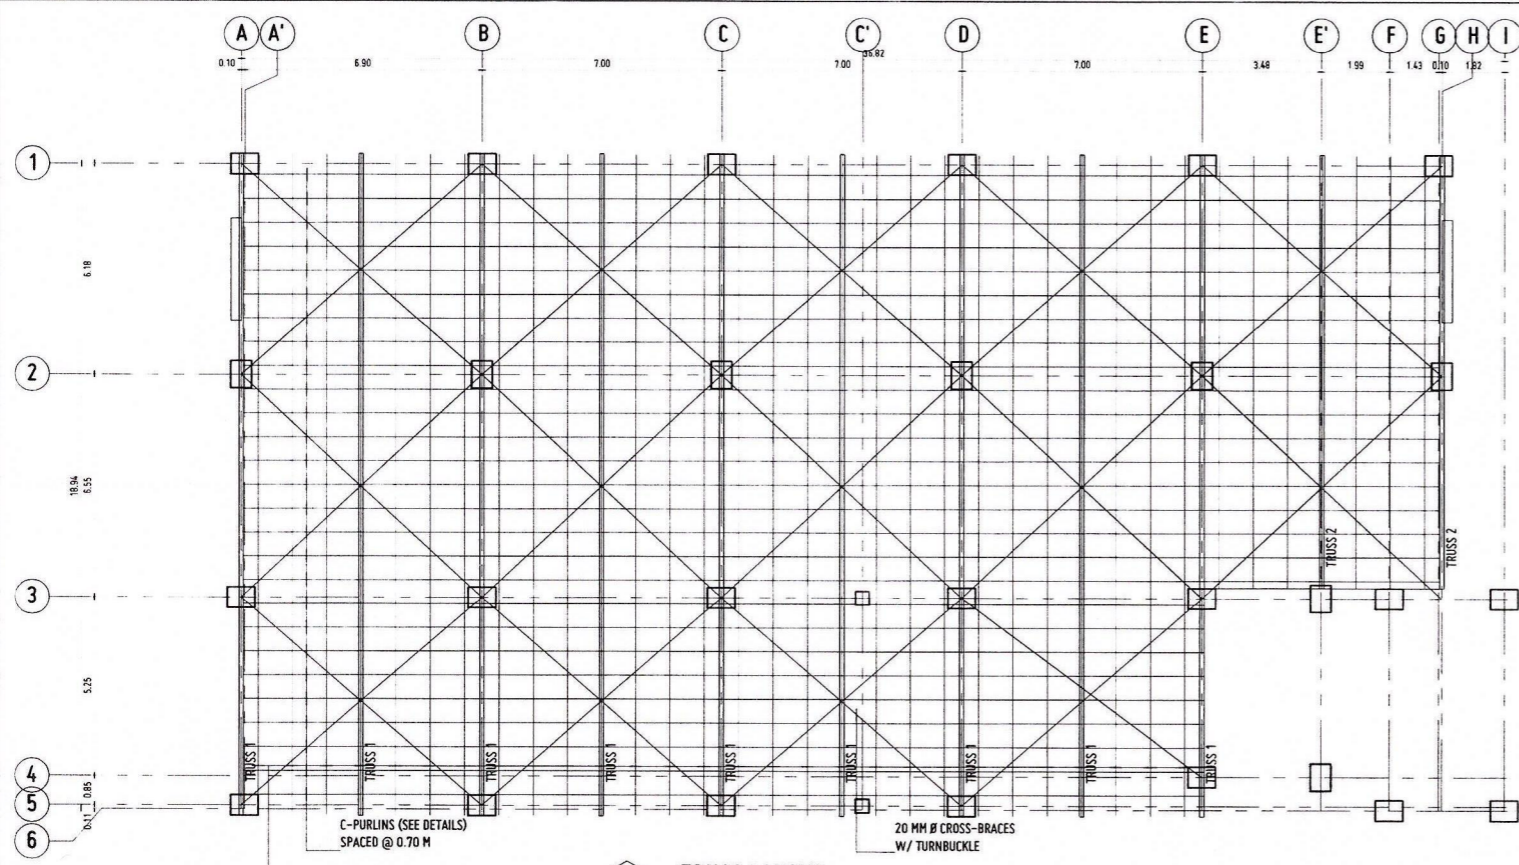 A A' B C C' D E E' F G H I
36.82
0.10 6.90 7.00 7.00 7.00 3.48 1.99 1.43 0.10 1.82
1
6.18
2
18.94
6.55
3
5.25
4
0.85
5
0.11
6
TRUSS 2
TRUSS 2
TRUSS 1
TRUSS 1
TRUSS 1
TRUSS 1
TRUSS 1
TRUSS 1
TRUSS 1
TRUSS 1
TRUSS 1
C-PURLINS (SEE DETAILS)
SPACED @ 0.70 M
20 MM Ø CROSS-BRACES
W/ TURNBUCKLE